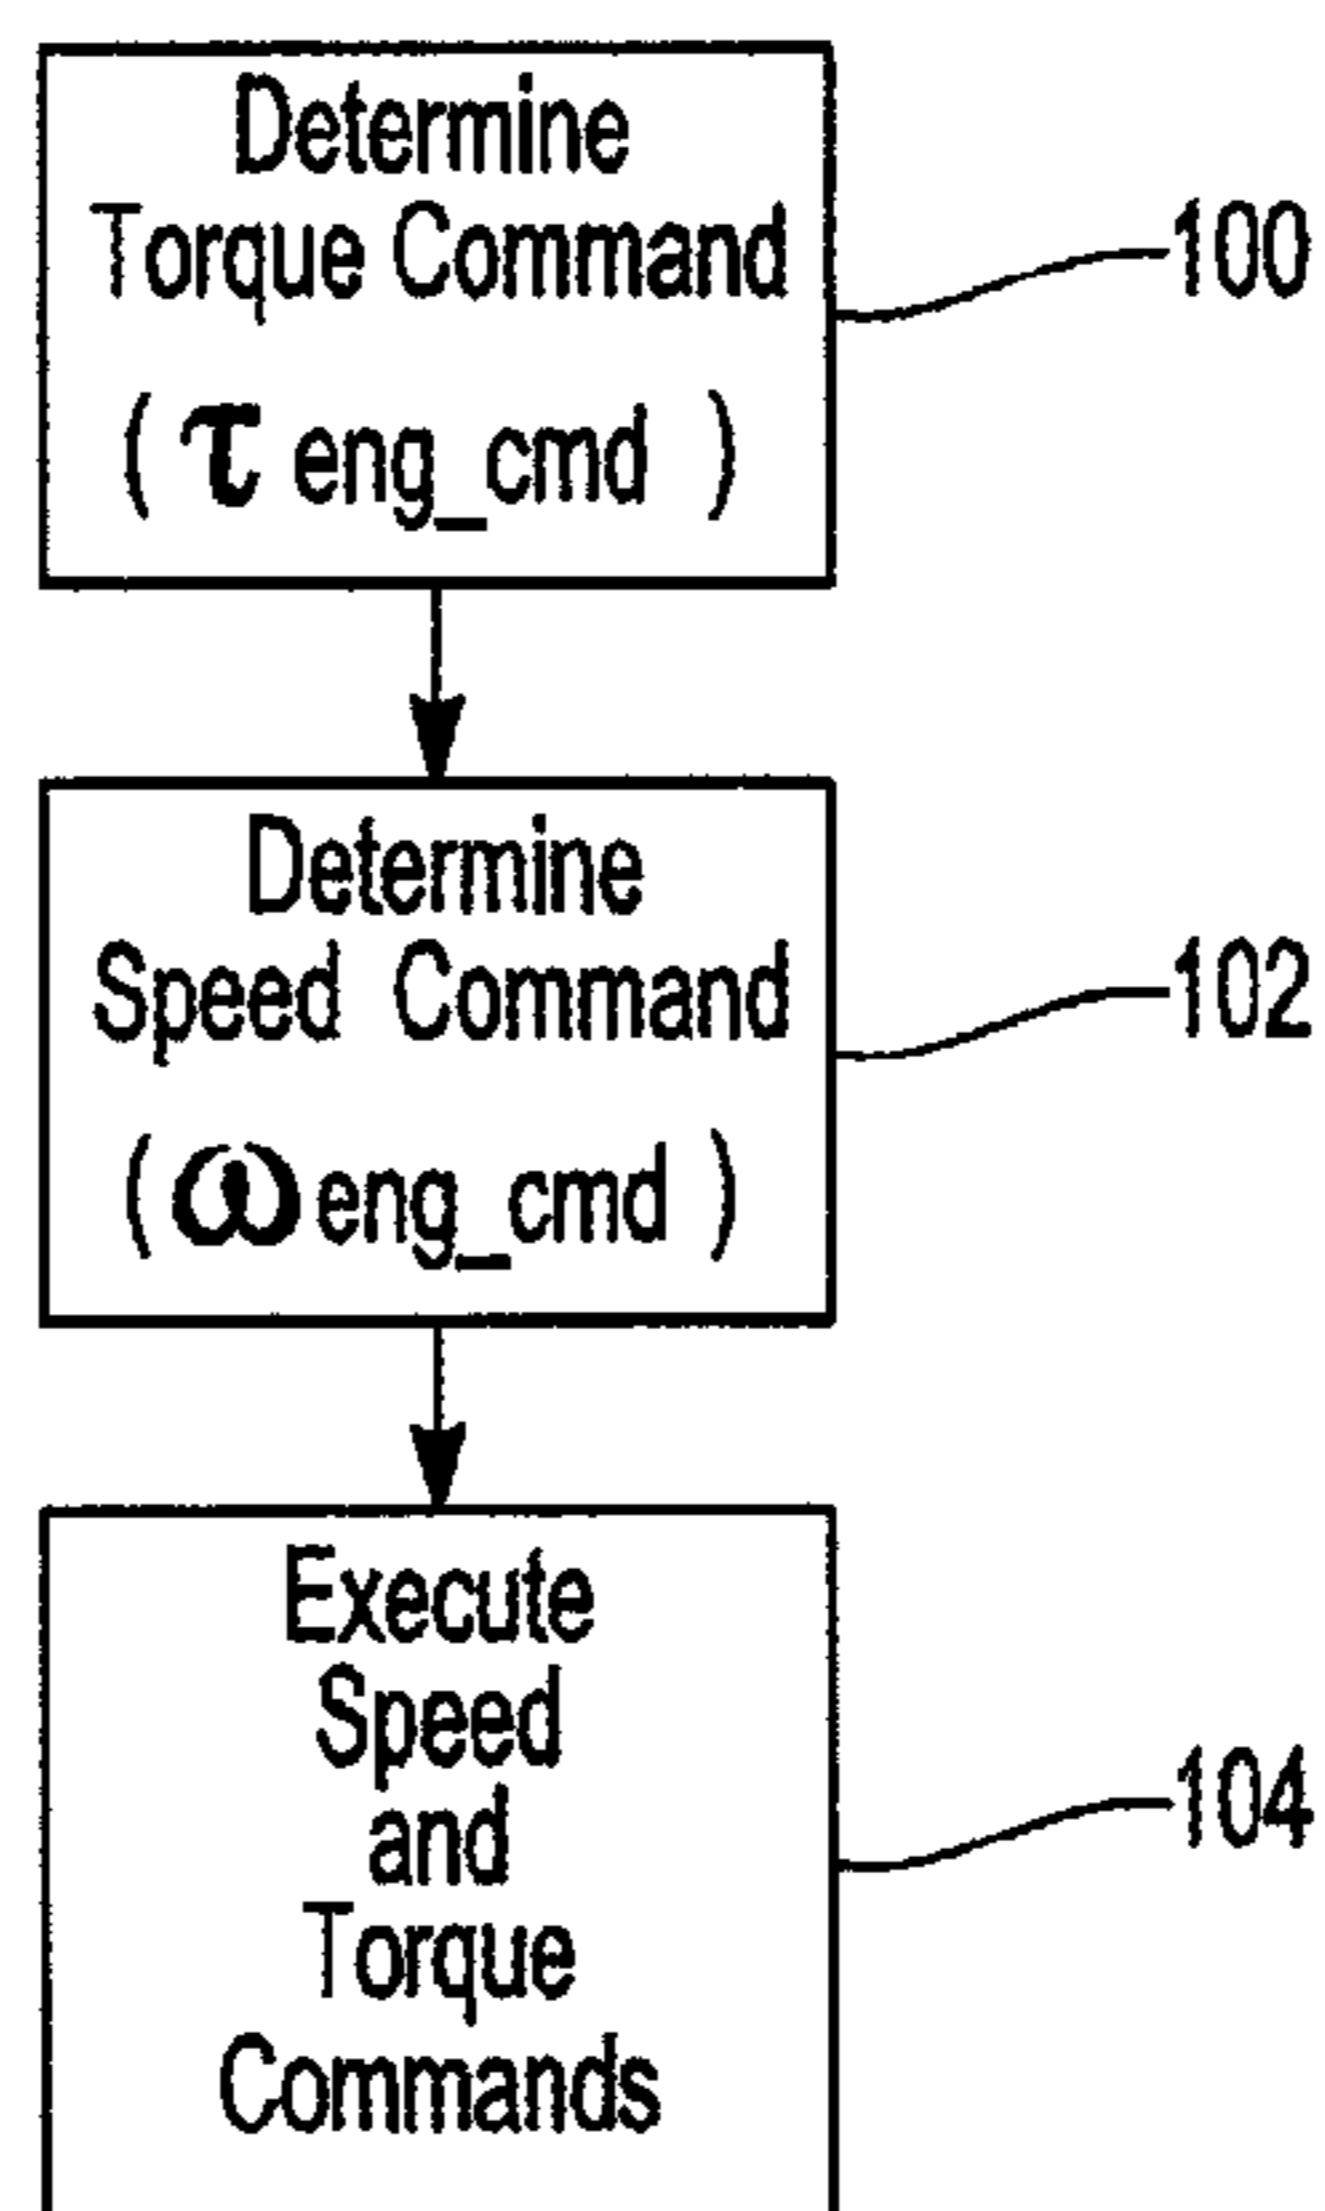 Determine
Torque Command
100
( τ eng_cmd )
Determine
Speed Command
102
( ω eng_cmd )
Execute
Speed
and
104
Torque
Commands